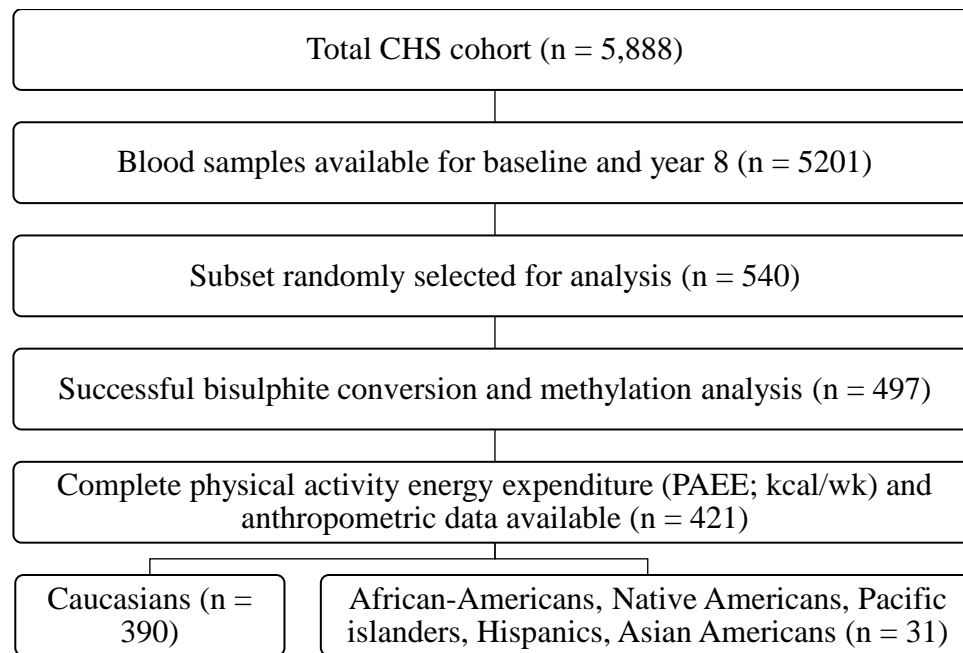 Total CHS cohort (n = 5,888)
Blood samples available for baseline and year 8 (n = 5201)
Subset randomly selected for analysis (n = 540)
Successful bisulphite conversion and methylation analysis (n = 497)
Complete physical activity energy expenditure (PAEE; kcal/wk) and
anthropometric data available (n = 421)
Caucasians (n =
390)
African-Americans, Native Americans, Pacific
islanders, Hispanics, Asian Americans (n = 31)